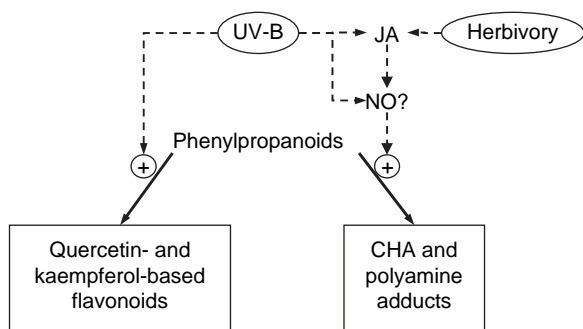 UV-B
JA
Herbivory
NO?
Phenylpropanoids
+
+
Quercetin- and
kaempferol-based
flavonoids
CHA and
polyamine
adducts